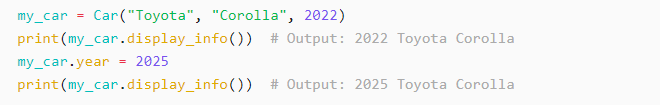 my_car = Car("Toyota", "Corolla", 2022)
print(my_car.display_info())  # Output: 2022 Toyota Corolla
my_car.year = 2025
print(my_car.display_info())  # Output: 2025 Toyota Corolla